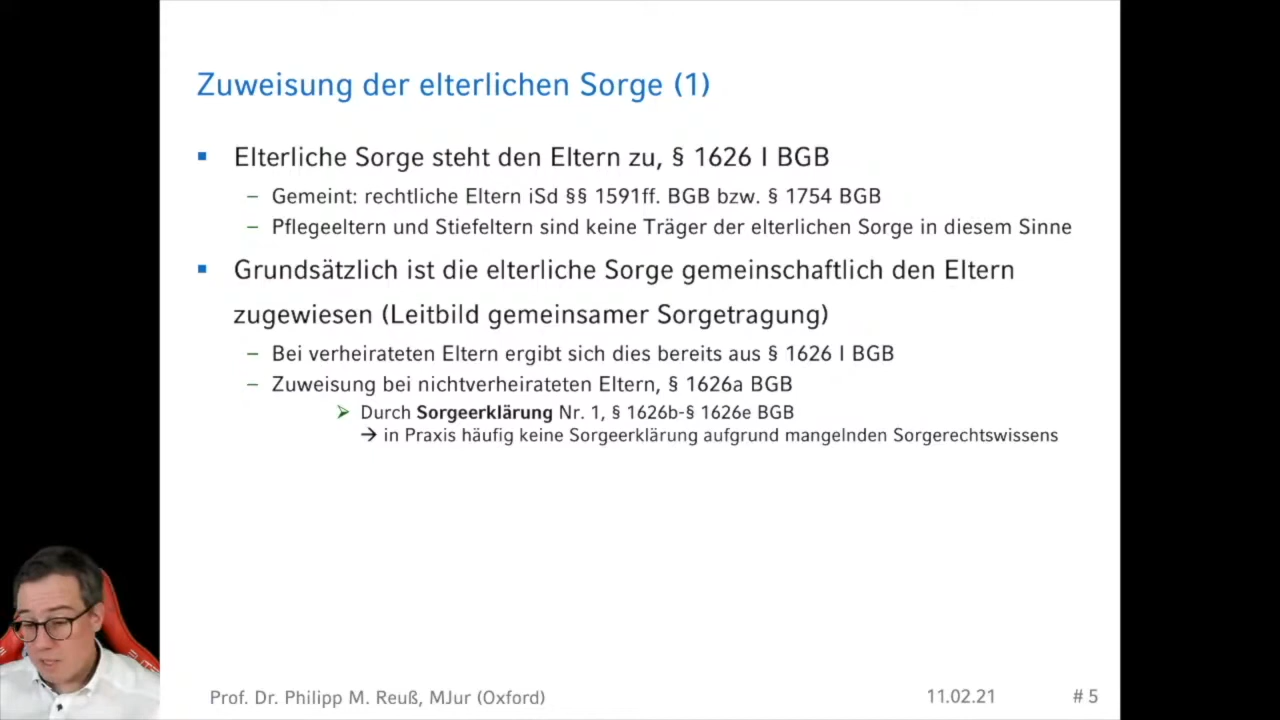 Zuweisung der elterlichen Sorge (1)
▪ Elterliche Sorge steht den Eltern zu, § 1626 I BGB
– Gemeint: rechtliche Eltern iSd §§ 1591ff. BGB bzw. § 1754 BGB
– Pflegeeltern und Stiefeltern sind keine Träger der elterlichen Sorge in diesem Sinne
▪ Grundsätzlich ist die elterliche Sorge gemeinschaftlich den Eltern
zugewiesen (Leitbild gemeinsamer Sorgetragung)
– Bei verheirateten Eltern ergibt sich dies bereits aus § 1626 I BGB
– Zuweisung bei nichtverheirateten Eltern, § 1626a BGB
➢ Durch Sorgeerklärung Nr. 1, § 1626b-§ 1626e BGB
→ in Praxis häufig keine Sorgeerklärung aufgrund mangelnden Sorgerechtswissens
Prof. Dr. Philipp M. Reuß, MJur (Oxford) 11.02.21 # 5